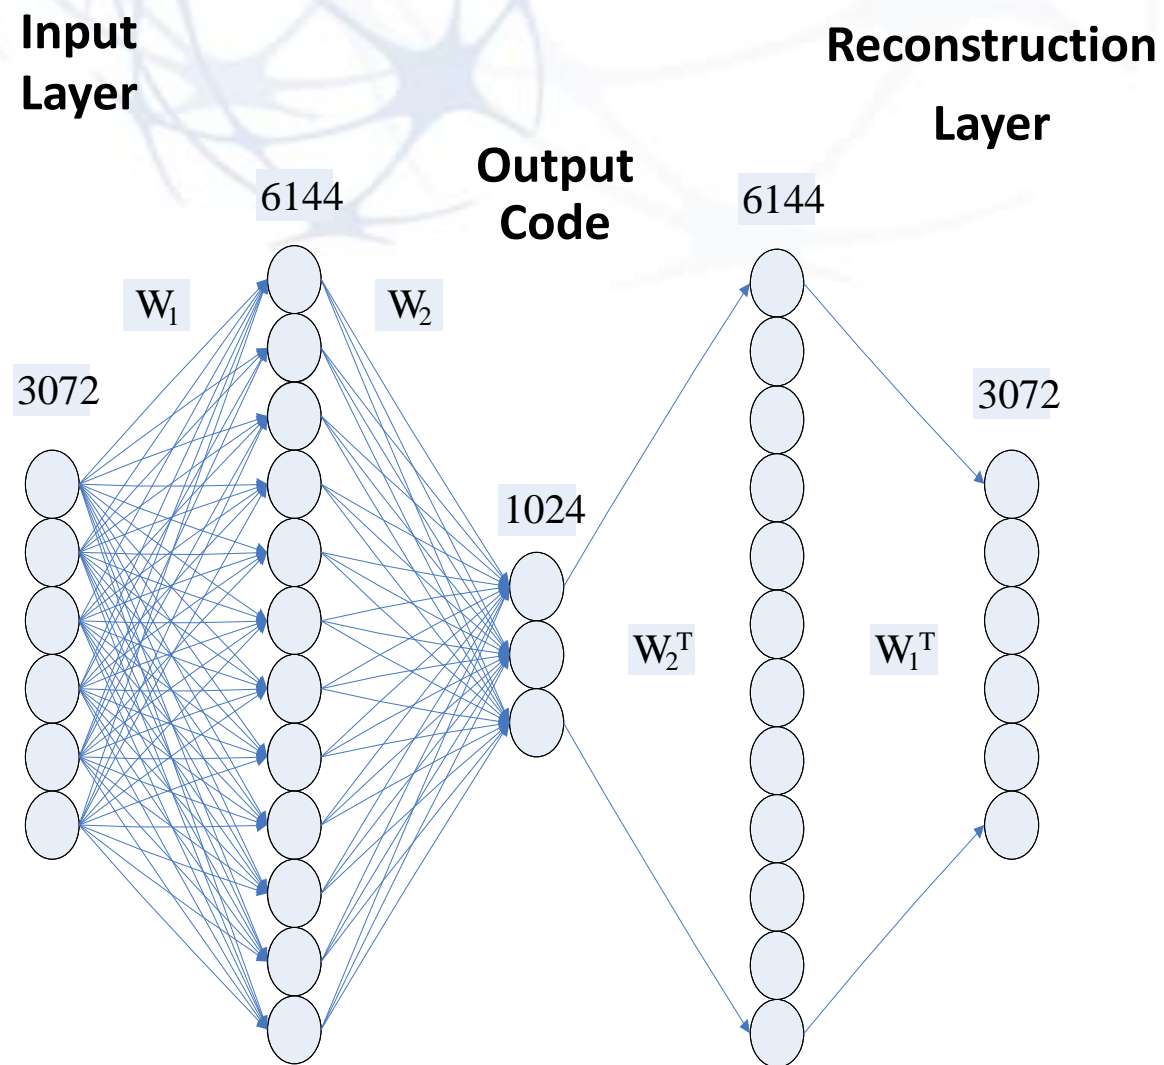 Input
Layer
Reconstruction
Layer
Output
Code
6144
6144
W₁
W₂
3072
3072
1024
W₂ᵀ
W₁ᵀ